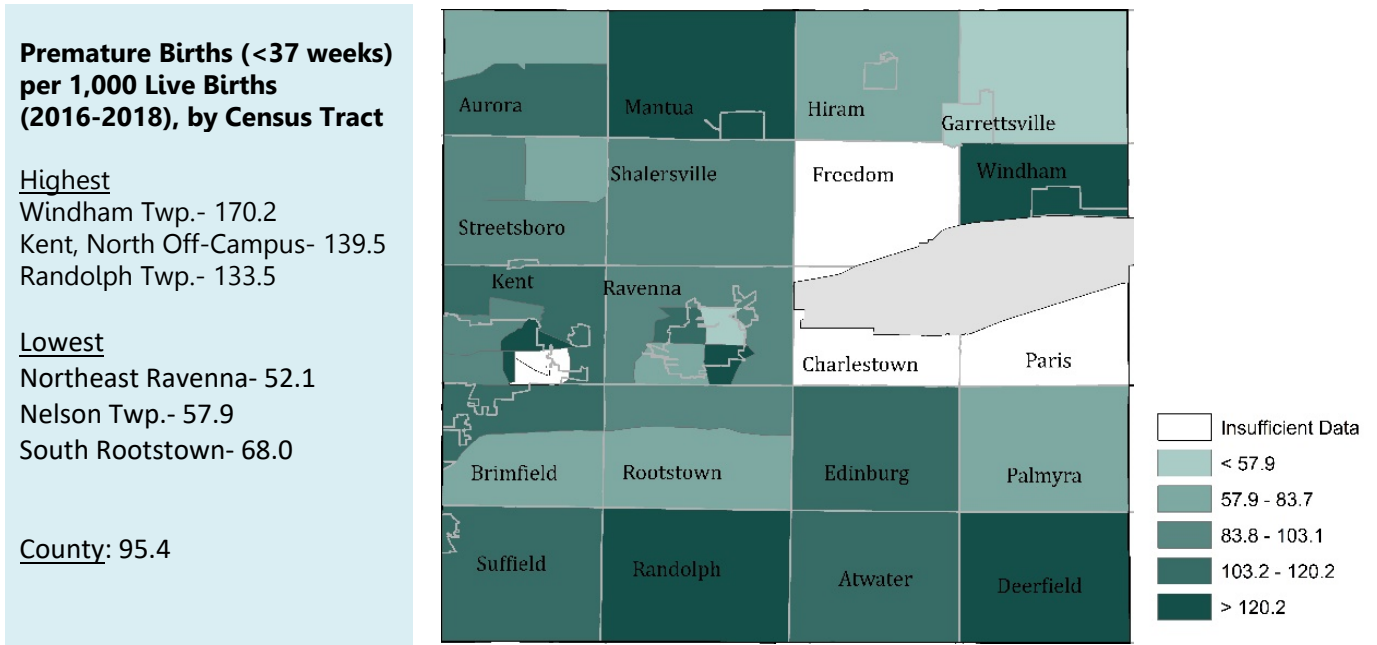 Premature Births (<37 weeks)
per 1,000 Live Births
(2016-2018), by Census Tract
Highest
Windham Twp.- 170.2
Kent, North Off-Campus- 139.5
Randolph Twp.- 133.5
Lowest
Northeast Ravenna- 52.1
Nelson Twp.- 57.9
South Rootstown- 68.0
County: 95.4
Aurora
Mantua
Hiram
Garrettsville
Shalersville
Freedom
Windham
Streetsboro
Kent
Ravenna
Charlestown
Paris
Brimfield
Rootstown
Edinburg
Palmyra
Suffield
Randolph
Atwater
Deerfield
Insufficient Data
< 57.9
57.9 - 83.7
83.8 - 103.1
103.2 - 120.2
> 120.2